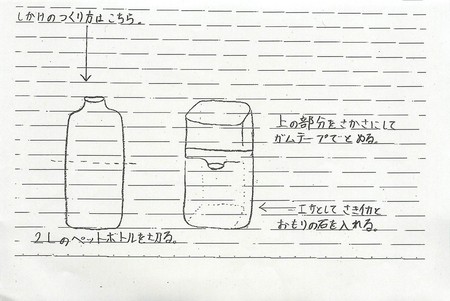 しかけのつくり方はこちら。
上の部分をさかさにして
ガムテープでとめる。
エサとしてさきイカと
おもりの石を入れる。
2Lのペットボトルを切る。